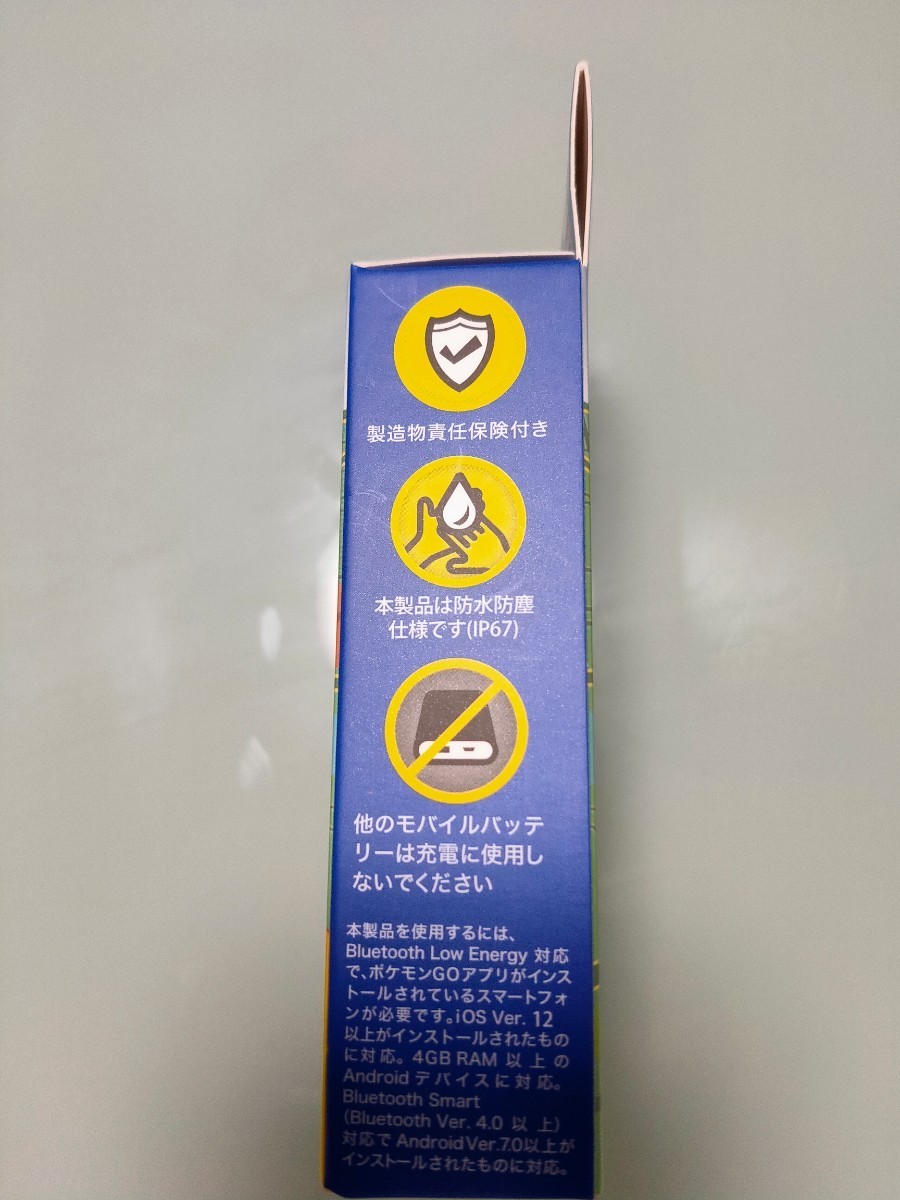 製造物責任保険付き
本製品は防水防塵
仕様です(IP67)
他のモバイルバッテ
リーは充電に使用し
ないでください
本製品を使用するには、
Bluetooth Low Energy 対応
で、ポケモンGOアプリがインス
トールされているスマートフォ
ンが必要です。iOS Ver. 12
以上がインストールされたもの
に対応。4GB RAM 以上の
Android デバイスに対応。
Bluetooth Smart
(Bluetooth Ver. 4.0 以上)
対応で Android Ver.7.0以上が
インストールされたものに対応。